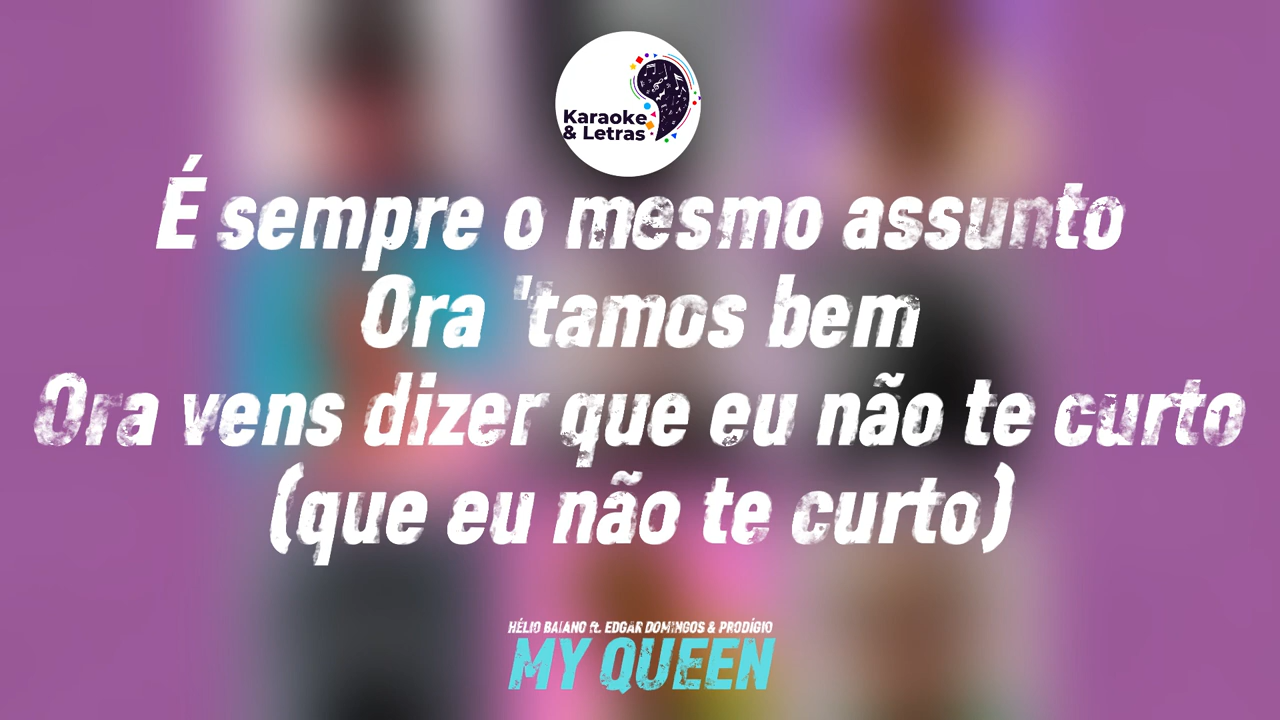 Karaoke
& Letras
É sempre o mesmo assunto
Ora 'tamos bem
Ora vens dizer que eu não te curto
(que eu não te curto)
HÉLIO BAIANO ft. EDGAR DOMINGOS & PRODÍGIO
MY QUEEN